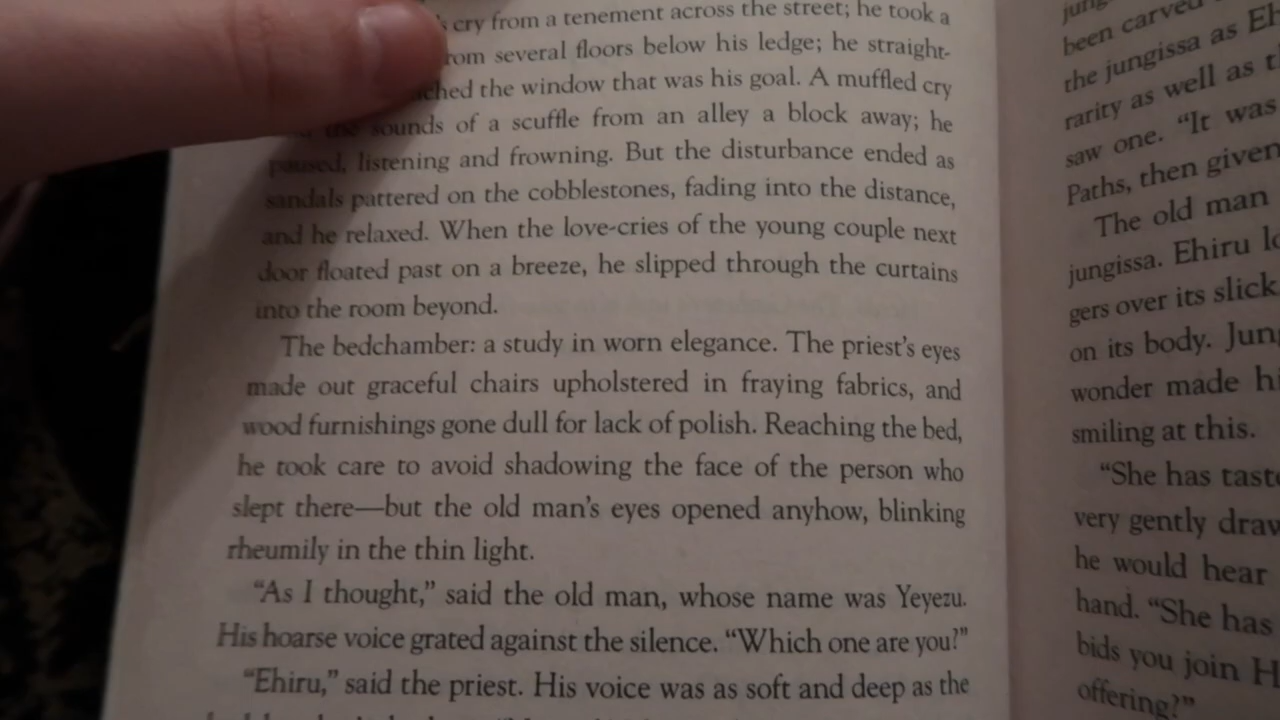 cry from a tenement across the street; he took a
from several floors below his ledge; he straight-
the window that was his goal. A muffled cry
the sounds of a scuffle from an alley a block away; he
paused, listening and frowning. But the disturbance ended as
sandals pattered on the cobblestones, fading into the distance,
and he relaxed. When the love-cries of the young couple next
door floated past on a breeze, he slipped through the curtains
into the room beyond.
The bedchamber: a study in worn elegance. The priest's eyes
made out graceful chairs upholstered in fraying fabrics, and
wood furnishings gone dull for lack of polish. Reaching the bed,
he took care to avoid shadowing the face of the person who
slept there—but the old man's eyes opened anyhow, blinking
rheumily in the thin light.
“As I thought,” said the old man, whose name was Yeyezu.
His hoarse voice grated against the silence. “Which one are you?”
“Ehiru,” said the priest. His voice was as soft and deep as the
been carved
the jungissa as
rarity as well as
saw one. “It was
Paths, then given
The old man
jungissa. Ehiru
gers over its slick
on its body.
wonder made
smiling at this.
“She has
very gently
he would hear
hand. “She has
bids you join
offering?”